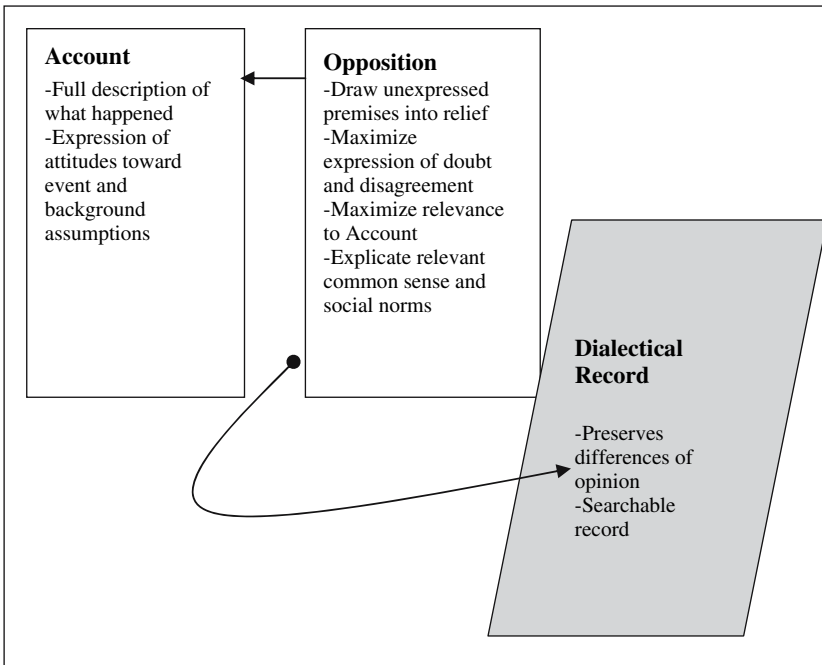 Account
-Full description of
what happened
-Expression of
attitudes toward
event and
background
assumptions
Opposition
-Draw unexpressed
premises into relief
-Maximize
expression of doubt
and disagreement
-Maximize relevance
to Account
-Explicate relevant
common sense and
social norms
Dialectical
Record
-Preserves
differences of
opinion
-Searchable
record